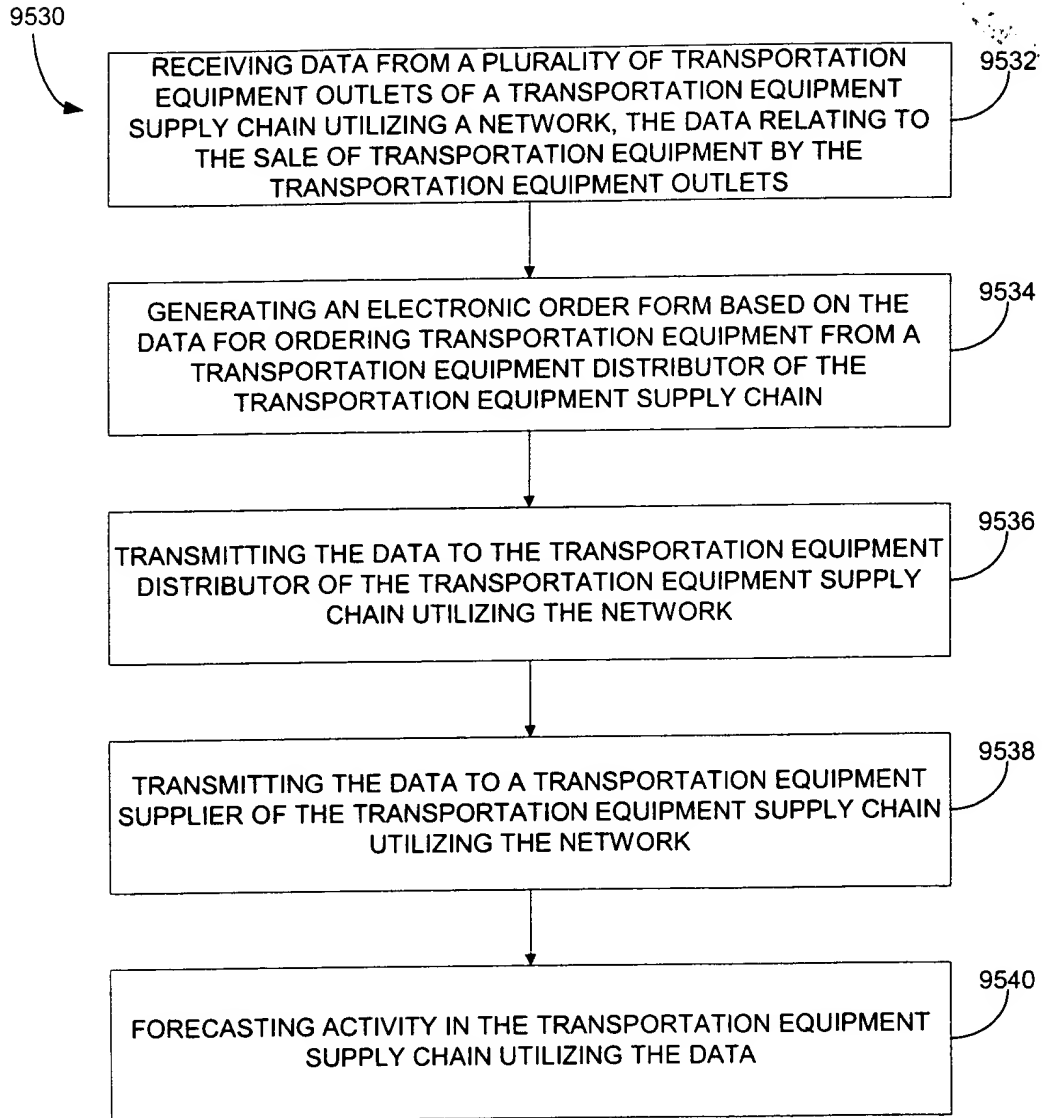 9530
RECEIVING DATA FROM A PLURALITY OF TRANSPORTATION
EQUIPMENT OUTLETS OF A TRANSPORTATION EQUIPMENT
SUPPLY CHAIN UTILIZING A NETWORK, THE DATA RELATING TO
THE SALE OF TRANSPORTATION EQUIPMENT BY THE
TRANSPORTATION EQUIPMENT OUTLETS
9532
GENERATING AN ELECTRONIC ORDER FORM BASED ON THE
DATA FOR ORDERING TRANSPORTATION EQUIPMENT FROM A
TRANSPORTATION EQUIPMENT DISTRIBUTOR OF THE
TRANSPORTATION EQUIPMENT SUPPLY CHAIN
9534
TRANSMITTING THE DATA TO THE TRANSPORTATION EQUIPMENT
DISTRIBUTOR OF THE TRANSPORTATION EQUIPMENT SUPPLY
CHAIN UTILIZING THE NETWORK
9536
TRANSMITTING THE DATA TO A TRANSPORTATION EQUIPMENT
SUPPLIER OF THE TRANSPORTATION EQUIPMENT SUPPLY CHAIN
UTILIZING THE NETWORK
9538
FORECASTING ACTIVITY IN THE TRANSPORTATION EQUIPMENT
SUPPLY CHAIN UTILIZING THE DATA
9540